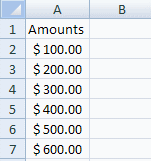 A B
1 Amounts
2 $ 100.00
3 $ 200.00
4 $ 300.00
5 $ 400.00
6 $ 500.00
7 $ 600.00